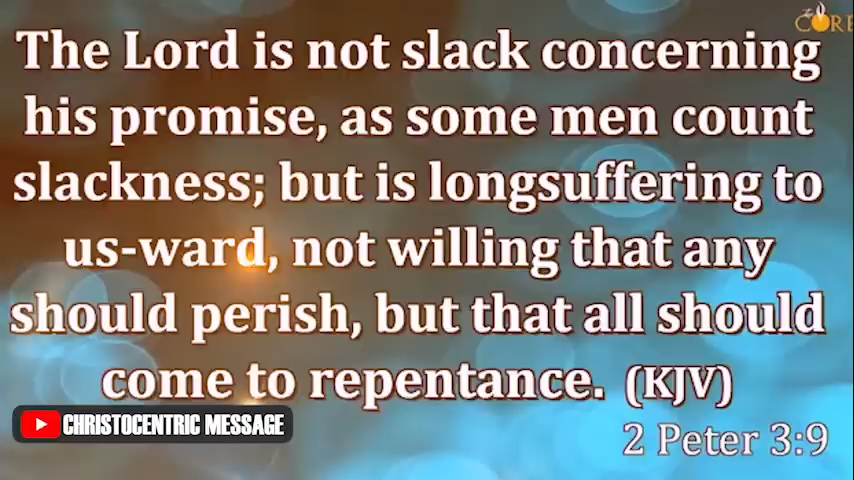 The CORE
The Lord is not slack concerning
his promise, as some men count
slackness; but is longsuffering to
us-ward, not willing that any
should perish, but that all should
come to repentance. (KJV)
CHRISTOCENTRIC MESSAGE
2 Peter 3:9